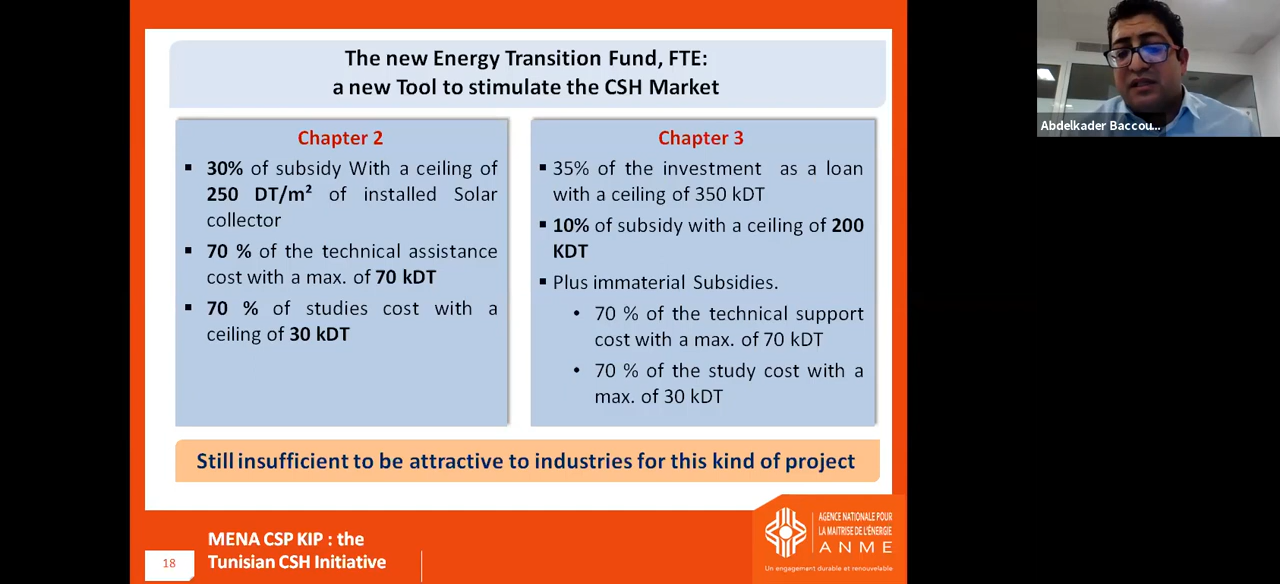 The new Energy Transition Fund, FTE:
a new Tool to stimulate the CSH Market
Chapter 2
▪ 30% of subsidy With a ceiling of
250 DT/m² of installed Solar
collector
▪ 70 % of the technical assistance
cost with a max. of 70 kDT
▪ 70 % of studies cost with a
ceiling of 30 kDT
Chapter 3
▪ 35% of the investment as a loan
with a ceiling of 350 kDT
▪ 10% of subsidy with a ceiling of 200
KDT
▪ Plus immaterial Subsidies.
• 70 % of the technical support
cost with a max. of 70 kDT
• 70 % of the study cost with a
max. of 30 kDT
Still insufficient to be attractive to industries for this kind of project
18
MENA CSP KIP : the
Tunisian CSH Initiative
AGENCE NATIONALE POUR
LA MAITRISE DE L'ÉNERGIE
ANME
Un engagement durable et renouvelable
Abdelkader Baccou...